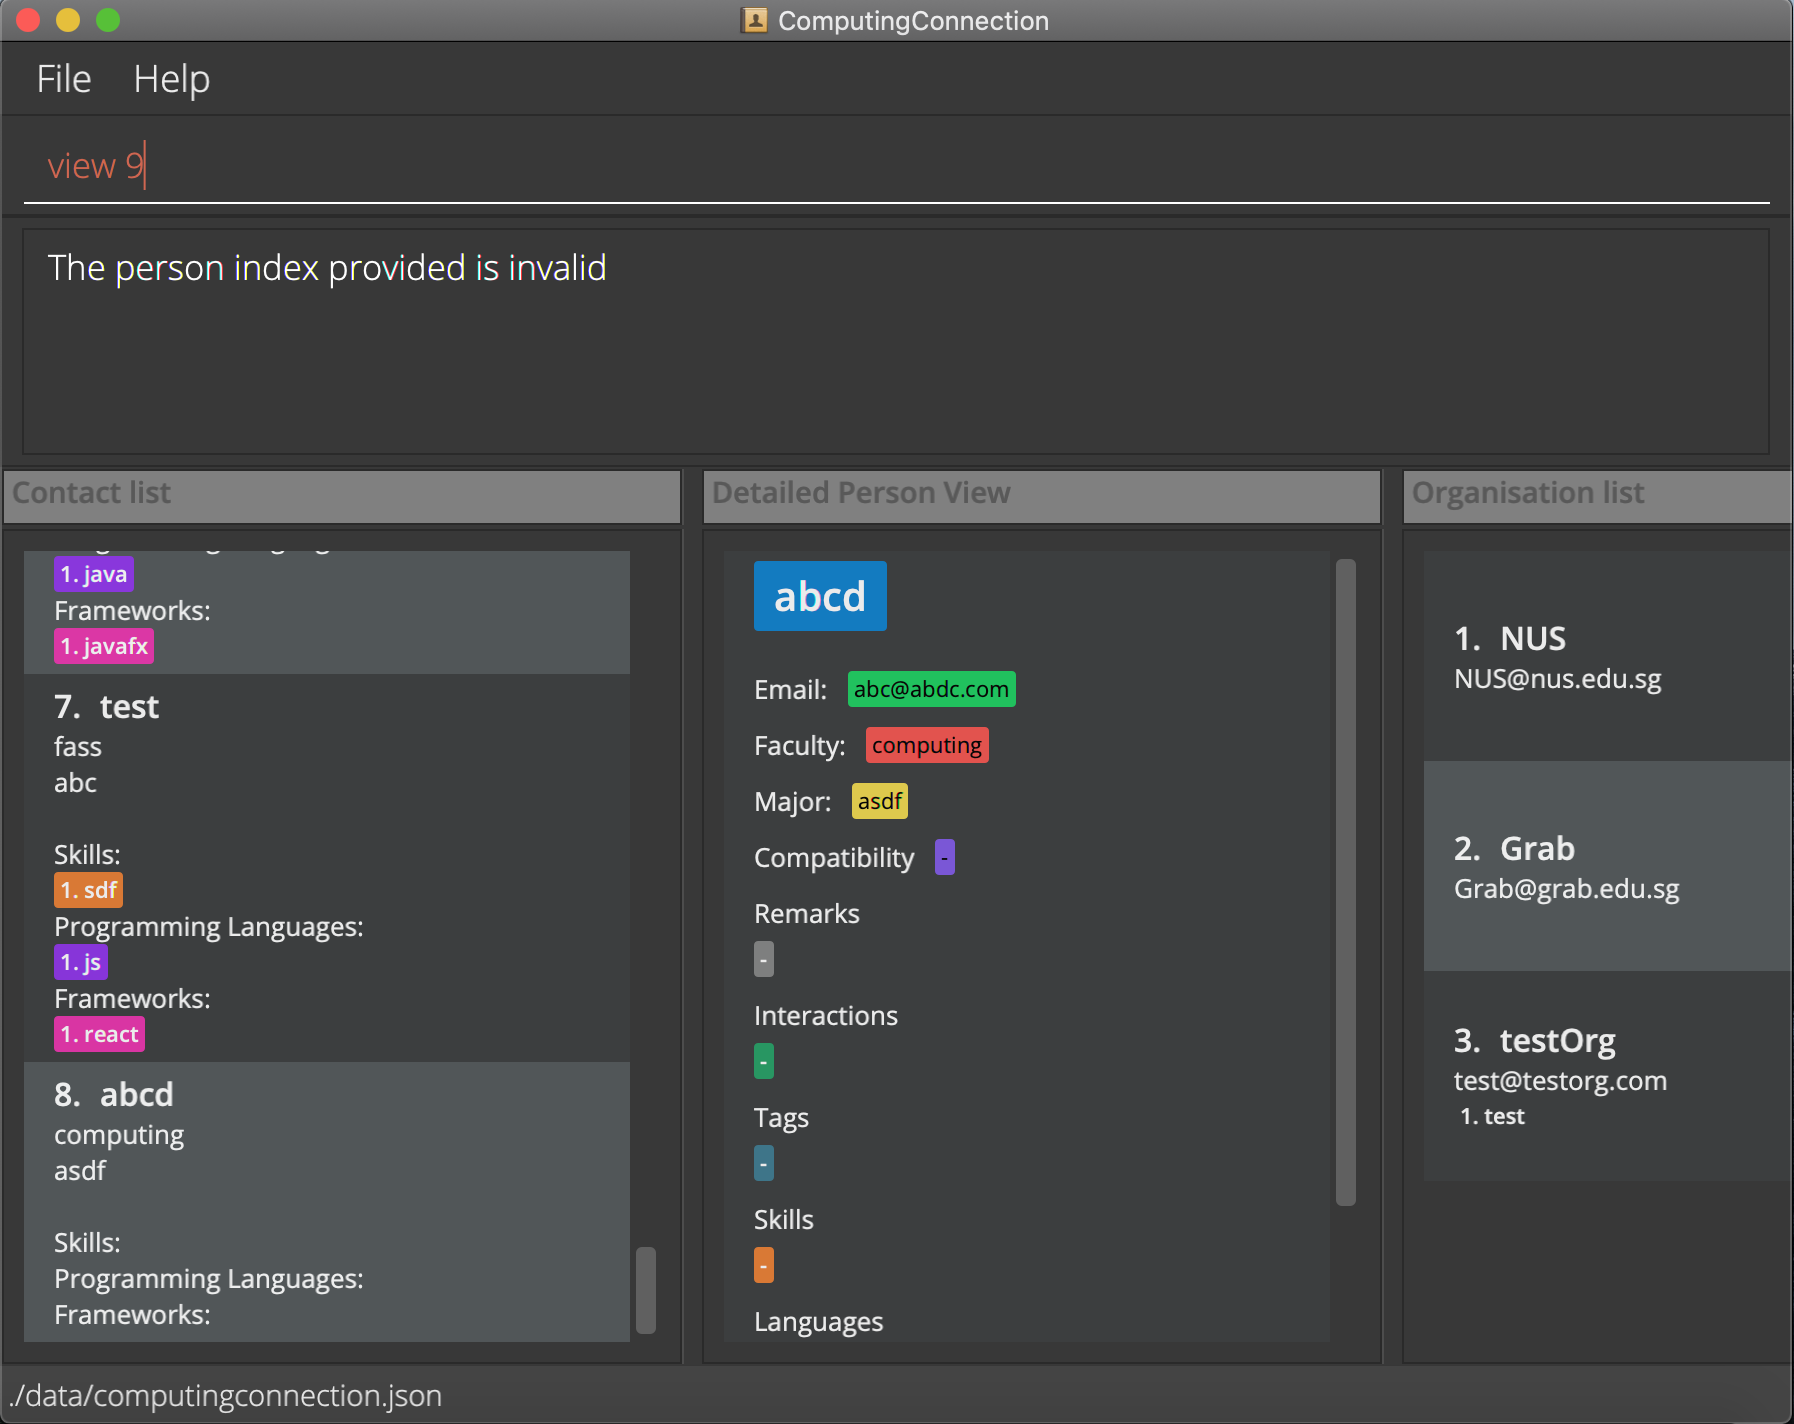 ComputingConnection
File Help
view 9
The person index provided is invalid
Contact list
1. java
Frameworks:
1. javafx
7. test
fass
abc
Skills:
1. sdf
Programming Languages:
1. js
Frameworks:
1. react
8. abcd
computing
asdf
Skills:
Programming Languages:
Frameworks:
Detailed Person View
abcd
Email: abc@abdc.com
Faculty: computing
Major: asdf
Compatibility -
Remarks
-
Interactions
-
Tags
-
Skills
-
Languages
Organisation list
1. NUS
NUS@nus.edu.sg
2. Grab
Grab@grab.edu.sg
3. testOrg
test@testorg.com
1. test
./data/computingconnection.json